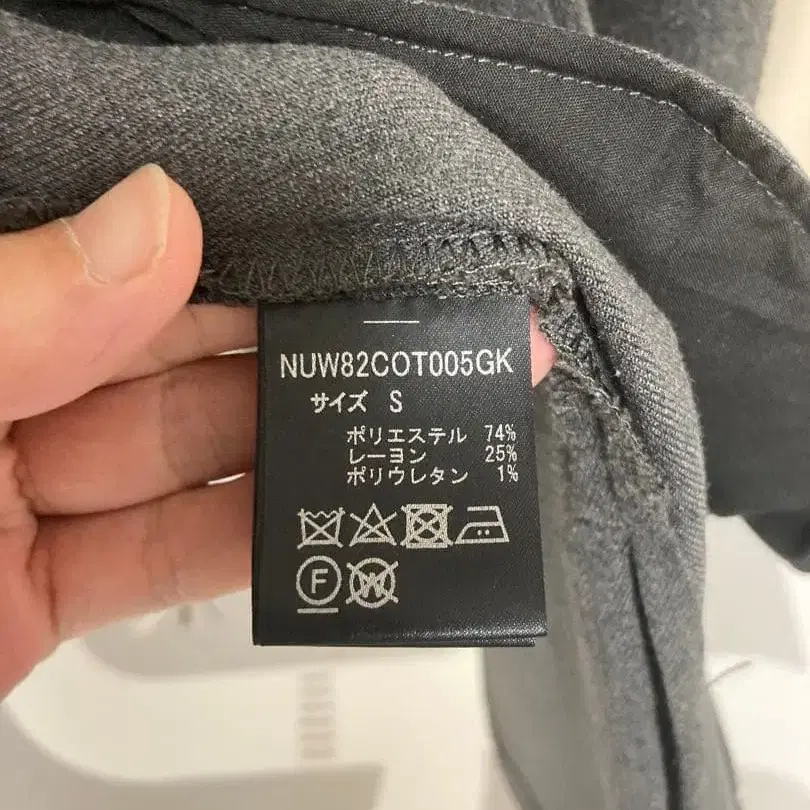 NUW82COT005GK
サイズ S
ポリエステル 74%
レーヨン 25%
ポリウレタン 1%
F W